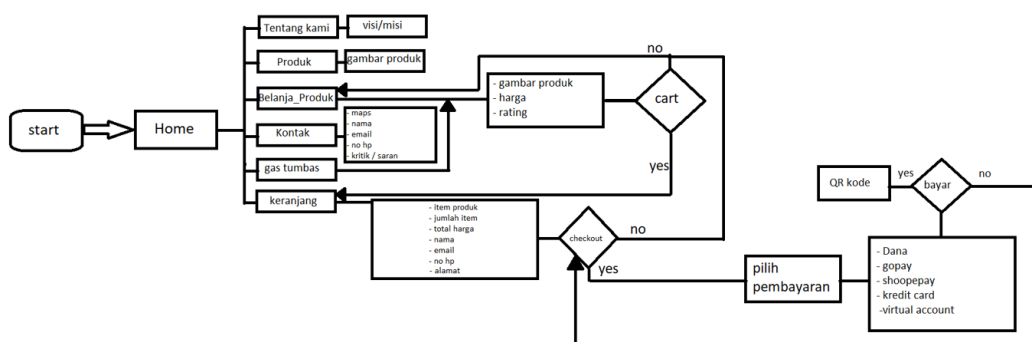 start
Home
Tentang kami
visi/misi
Produk
gambar produk
Belanja_Produk
Kontak
- maps
- nama
- email
- no hp
- kritik / saran
gas tumbas
keranjang
- gambar produk
- harga
- rating
cart
no
yes
- item produk
- jumlah item
- total harga
- nama
- email
- no hp
- alamat
checkout
no
yes
pilih
pembayaran
- Dana
- gopay
- shoopepay
- kredit card
-virtual account
bayar
yes
no
QR kode